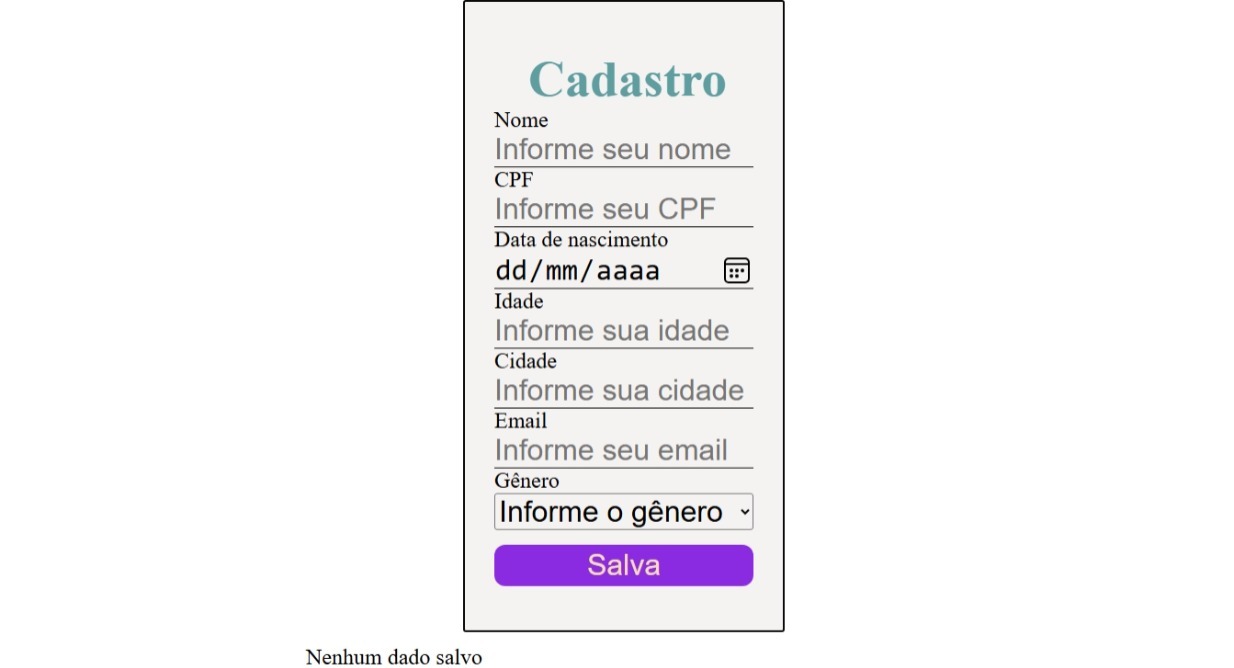 Cadastro
Nome
Informe seu nome
CPF
Informe seu CPF
Data de nascimento
dd/mm/aaaa
Idade
Informe sua idade
Cidade
Informe sua cidade
Email
Informe seu email
Gênero
Informe o gênero
Salva
Nenhum dado salvo